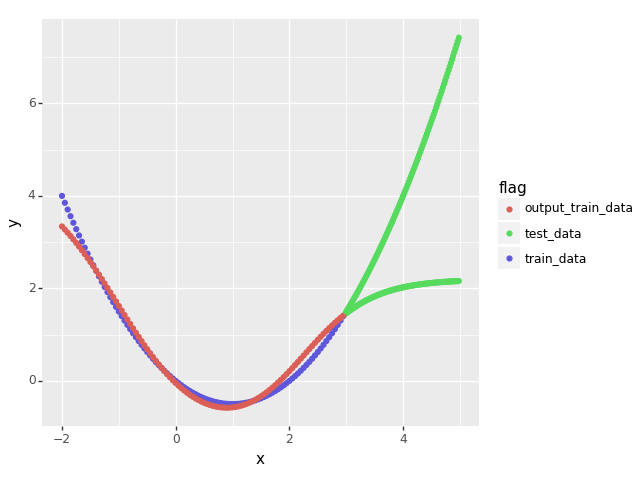 6
4
2
0
y
−2
0
2
4
x
flag
output_train_data
test_data
train_data